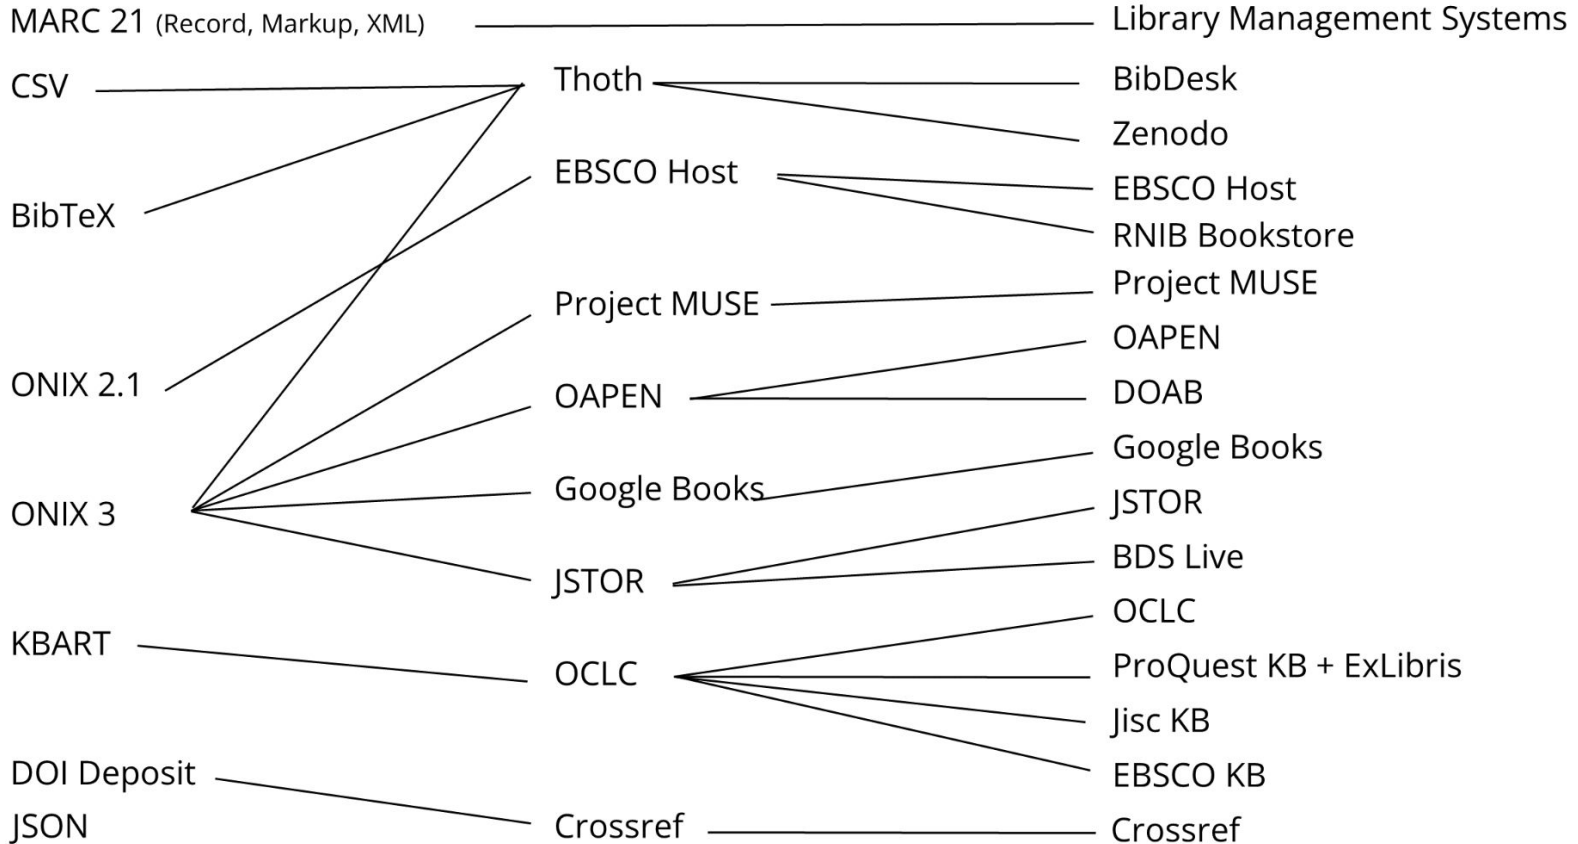 MARC 21 (Record, Markup, XML)
CSV
BibTeX
ONIX 2.1
ONIX 3
KBART
DOI Deposit
JSON
Thoth
EBSCO Host
Project MUSE
OAPEN
Google Books
JSTOR
OCLC
Crossref
Library Management Systems
BibDesk
Zenodo
EBSCO Host
RNIB Bookstore
Project MUSE
OAPEN
DOAB
Google Books
JSTOR
BDS Live
OCLC
ProQuest KB + ExLibris
Jisc KB
EBSCO KB
Crossref